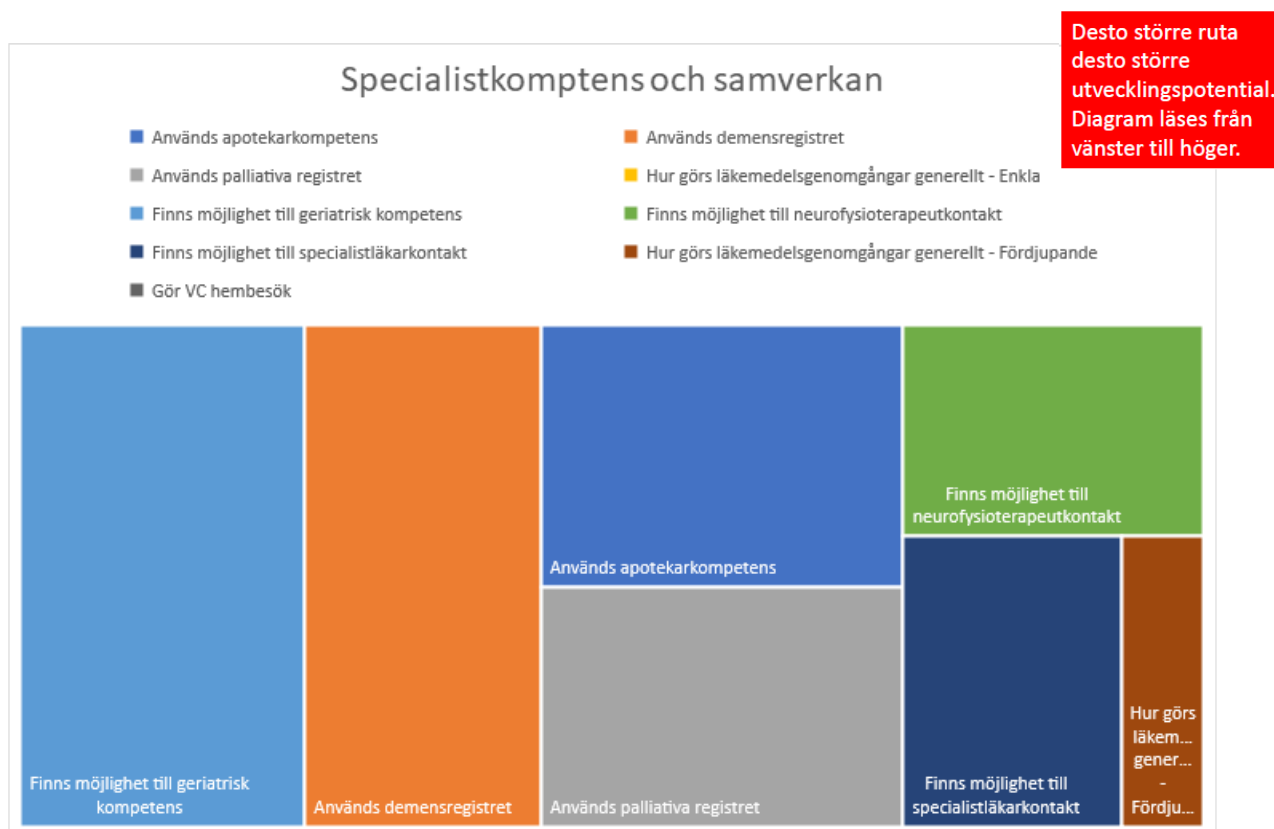 Desto större ruta
desto större
utvecklingspotential.
Diagram läses från
vänster till höger.
Specialistkomptens och samverkan
Används apotekarkompetens
Används demensregistret
Används palliativa registret
Hur görs läkemedelsgenomgångar generellt - Enkla
Finns möjlighet till geriatrisk kompetens
Finns möjlighet till neurofysioterapeutkontakt
Finns möjlighet till specialistläkarkontakt
Hur görs läkemedelsgenomgångar generellt - Fördjupande
Gör VC hembesök
Finns möjlighet till geriatrisk
kompetens
Används demensregistret
Används apotekarkompetens
Används palliativa registret
Finns möjlighet till
neurofysioterapeutkontakt
Finns möjlighet till
specialistläkarkontakt
Hur görs
läkem...
gener...
-
Fördju...